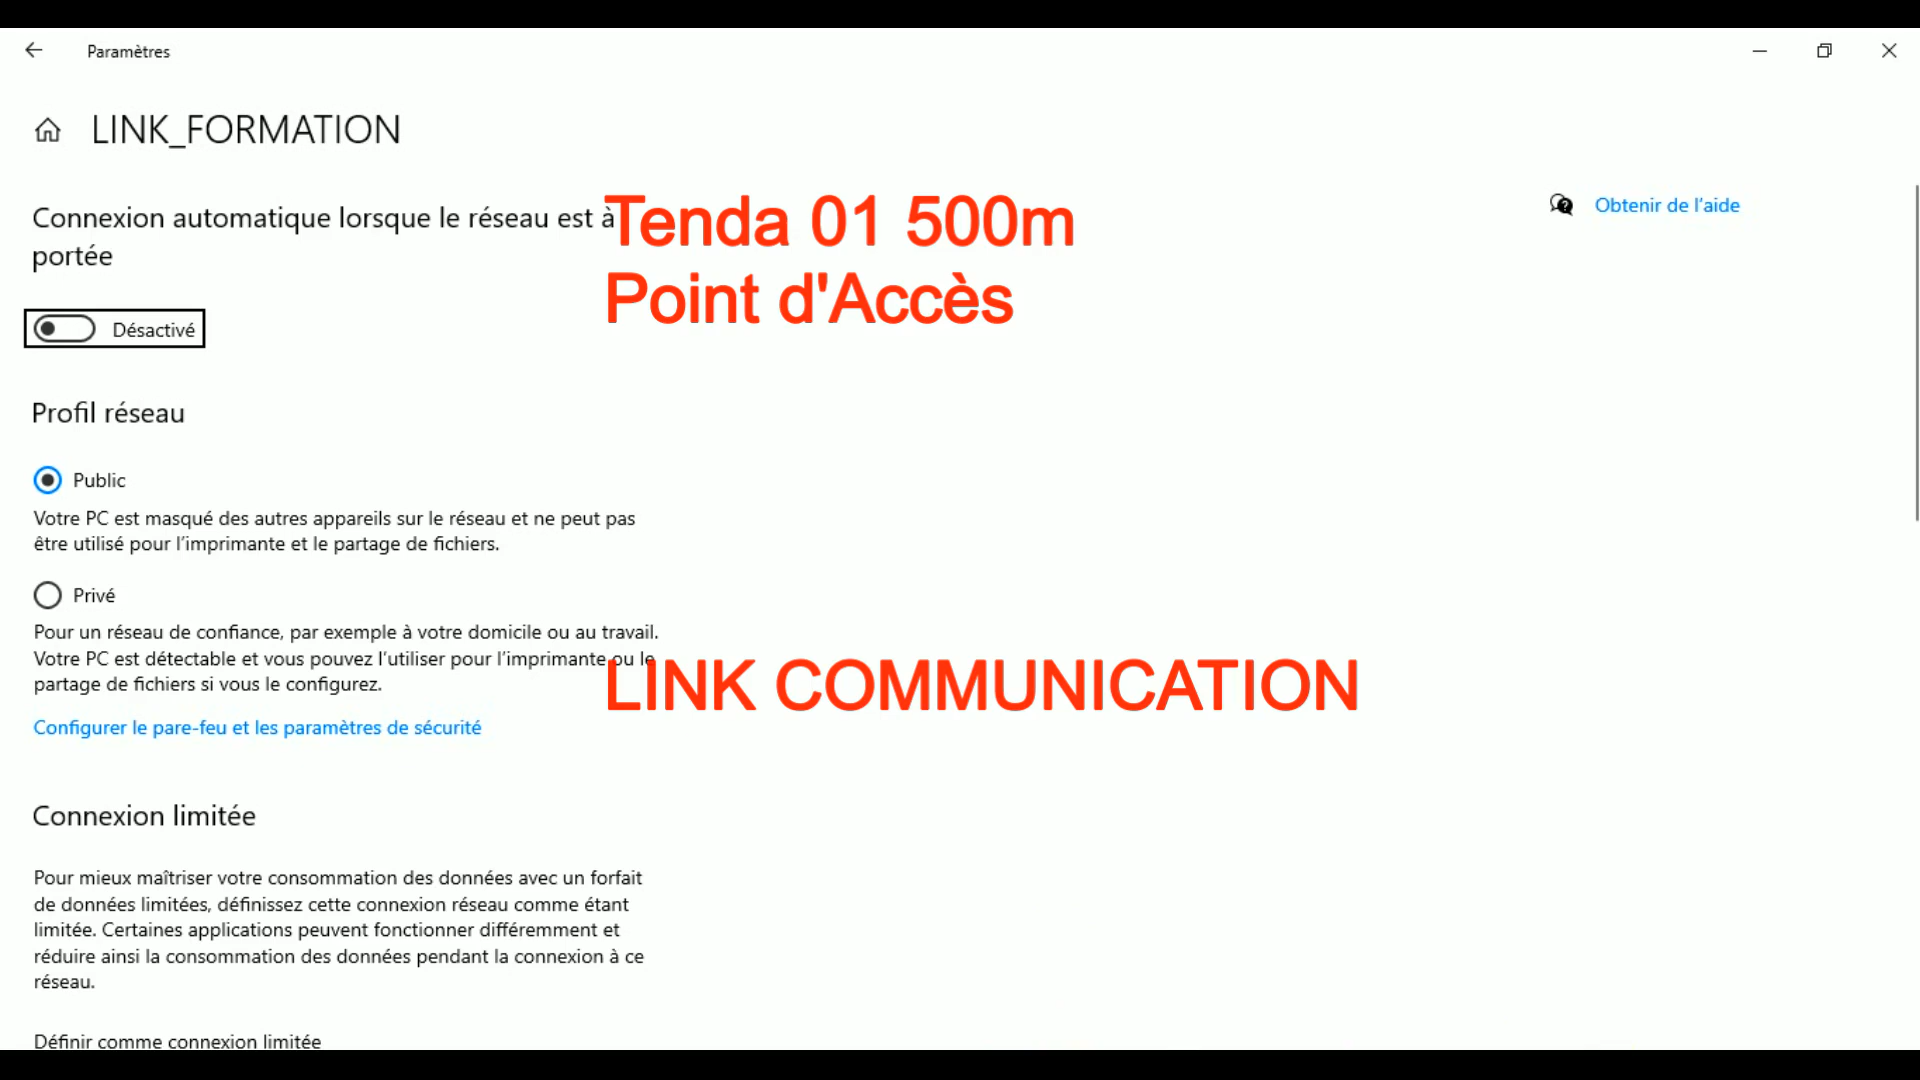 Paramètres
LINK_FORMATION
Connexion automatique lorsque le réseau est à
portée
Tenda 01 500m
Point d'Accès
Obtenir de l'aide
Désactivé
Profil réseau
Public
Votre PC est masqué des autres appareils sur le réseau et ne peut pas
être utilisé pour l'imprimante et le partage de fichiers.
Privé
Pour un réseau de confiance, par exemple à votre domicile ou au travail.
Votre PC est détectable et vous pouvez l'utiliser pour l'imprimante ou le
partage de fichiers si vous le configurez.
LINK COMMUNICATION
Configurer le pare-feu et les paramètres de sécurité
Connexion limitée
Pour mieux maîtriser votre consommation des données avec un forfait
de données limitées, définissez cette connexion réseau comme étant
limitée. Certaines applications peuvent fonctionner différemment et
réduire ainsi la consommation des données pendant la connexion à ce
réseau.
Définir comme connexion limitée